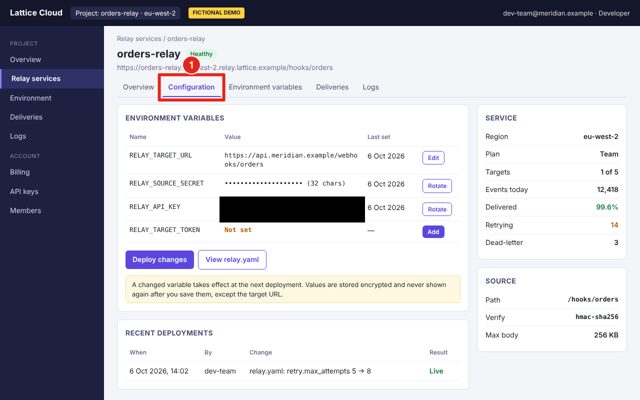 Lattice Cloud
Project: orders-relay · eu-west-2
FICTIONAL DEMO
dev-team@meridian.example · Developer
PROJECT
Overview
Relay services
Environment
Deliveries
Logs
ACCOUNT
Billing
API keys
Members
Relay services / orders-relay
orders-relay
Healthy
1
https://orders-relay. west-2.relay.lattice.example/hooks/orders
Overview
Configuration
Environment variables
Deliveries
Logs
ENVIRONMENT VARIABLES
Name Value Last set
RELAY_TARGET_URL https://api.meridian.example/webho
oks/orders 6 Oct 2026 Edit
RELAY_SOURCE_SECRET •••••••••••••••••••• (32 chars) 6 Oct 2026 Rotate
RELAY_API_KEY 6 Oct 2026 Rotate
RELAY_TARGET_TOKEN Not set — Add
Deploy changes
View relay.yaml
A changed variable takes effect at the next deployment. Values are stored encrypted and never shown
again after you save them, except the target URL.
RECENT DEPLOYMENTS
When By Change Result
6 Oct 2026, 14:02 dev-team relay.yaml: retry.max_attempts 5 → 8 Live
SERVICE
Region eu-west-2
Plan Team
Targets 1 of 5
Events today 12,418
Delivered 99.6%
Retrying 14
Dead-letter 3
SOURCE
Path /hooks/orders
Verify hmac-sha256
Max body 256 KB